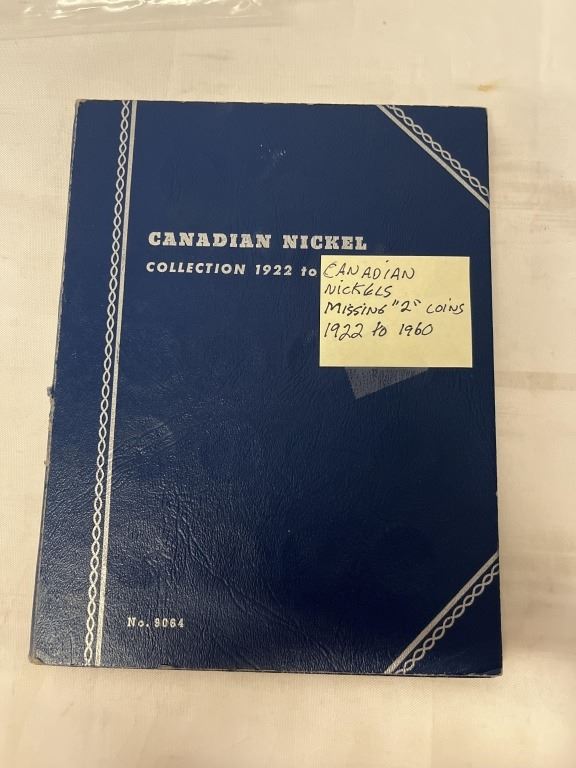 CANADIAN NICKEL
COLLECTION 1922 to
CANADIAN
NICKELS
MISSING "2" COINS
1922 to 1960
No. 9064